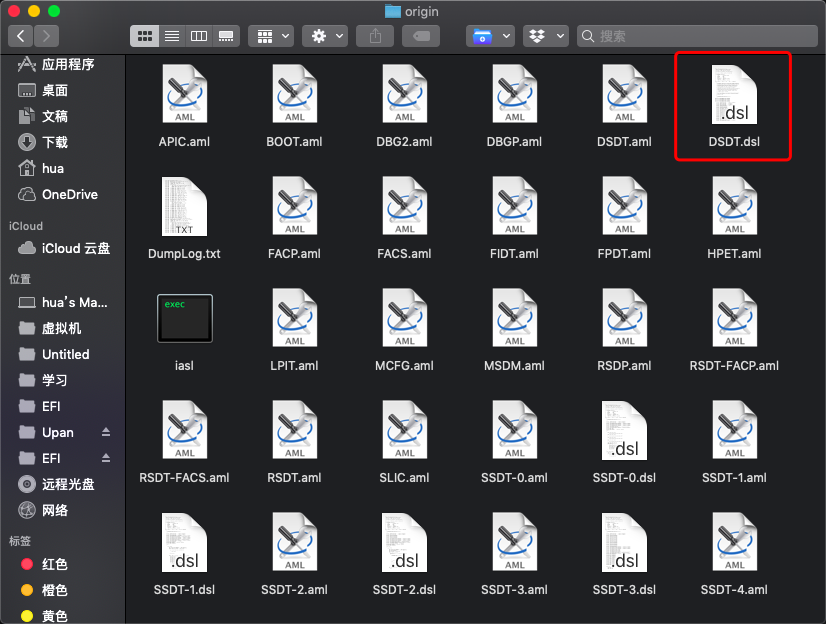 origin
搜索
应用程序
桌面
文稿
下载
hua
OneDrive
iCloud
iCloud 云盘
位置
hua's Ma...
虚拟机
Untitled
学习
EFI
Upan
EFI
远程光盘
网络
标签
红色
橙色
黄色
AML AML AML AML AML .dsl
APIC.aml BOOT.aml DBG2.aml DBGP.aml DSDT.aml DSDT.dsl
TXT AML AML AML AML AML
DumpLog.txt FACP.aml FACS.aml FIDT.aml FPDT.aml HPET.aml
exec AML AML AML AML AML
iasl LPIT.aml MCFG.aml MSDM.aml RSDP.aml RSDT-FACP.aml
AML AML AML AML .dsl AML
RSDT-FACS.aml RSDT.aml SLIC.aml SSDT-0.aml SSDT-0.dsl SSDT-1.aml
.dsl AML .dsl AML .dsl AML
SSDT-1.dsl SSDT-2.aml SSDT-2.dsl SSDT-3.aml SSDT-3.dsl SSDT-4.aml